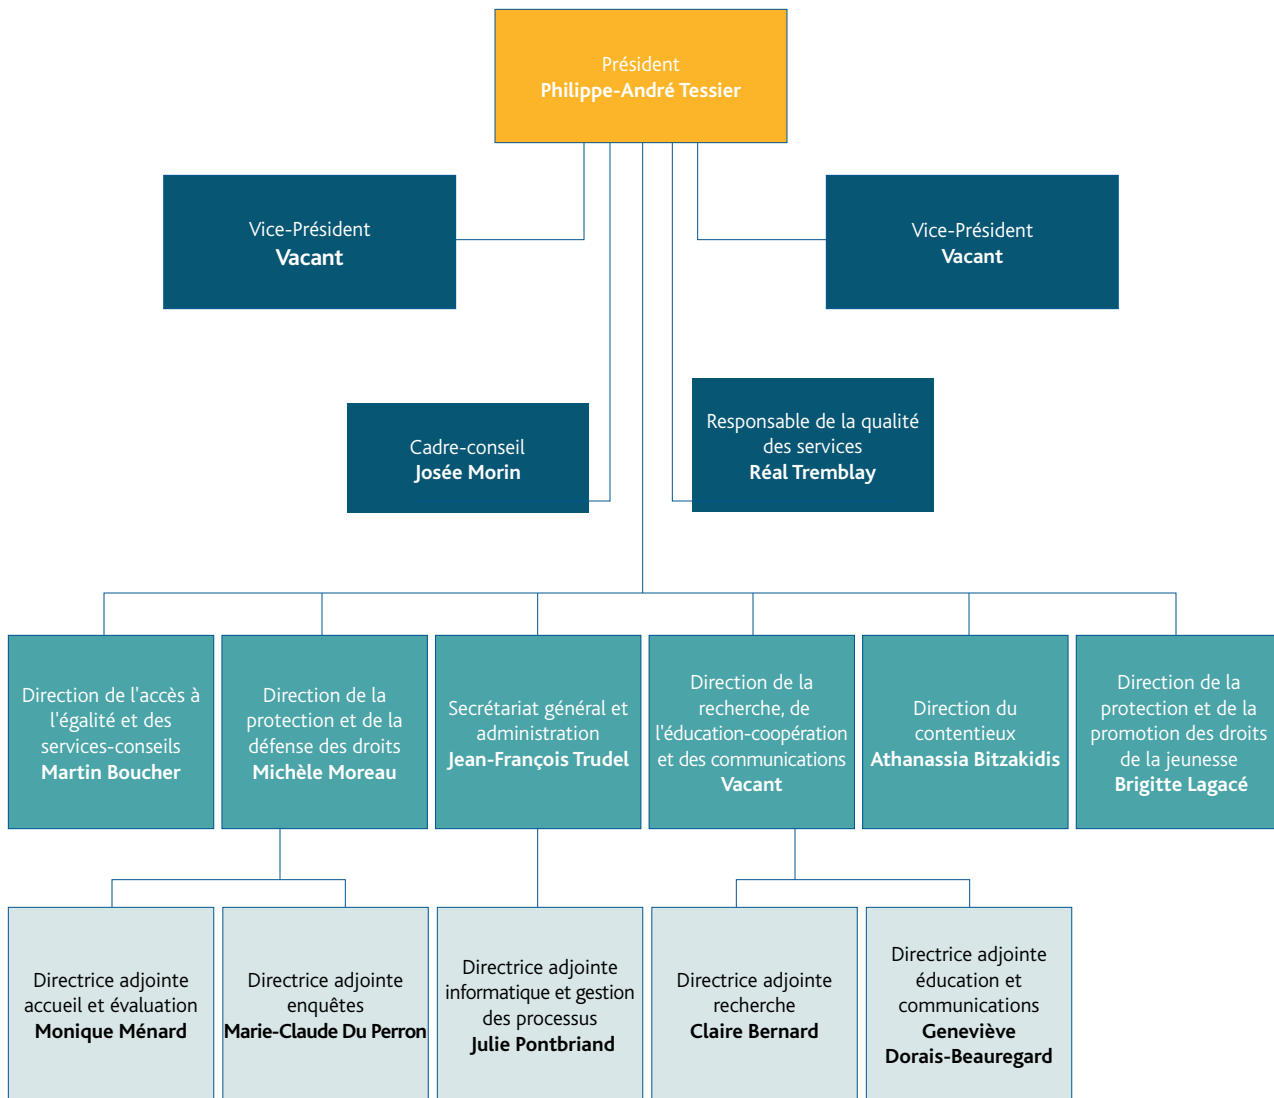 Président
Philippe-André Tessier
Vice-Président
Vacant
Vice-Président
Vacant
Cadre-conseil
Josée Morin
Responsable de la qualité
des services
Réal Tremblay
Direction de l'accès à
l'égalité et des
services-conseils
Martin Boucher
Direction de la
protection et de la
défense des droits
Michèle Moreau
Secrétariat général et
administration
Jean-François Trudel
Direction de la
recherche, de
l'éducation-coopération
et des communications
Vacant
Direction du
contentieux
Athanassia Bitzakidis
Direction de la
protection et de la
promotion des droits
de la jeunesse
Brigitte Lagacé
Directrice adjointe
accueil et évaluation
Monique Ménard
Directrice adjointe
enquêtes
Marie-Claude Du Perron
Directrice adjointe
informatique et gestion
des processus
Julie Pontbriand
Directrice adjointe
recherche
Claire Bernard
Directrice adjointe
éducation et
communications
Geneviève
Dorais-Beauregard